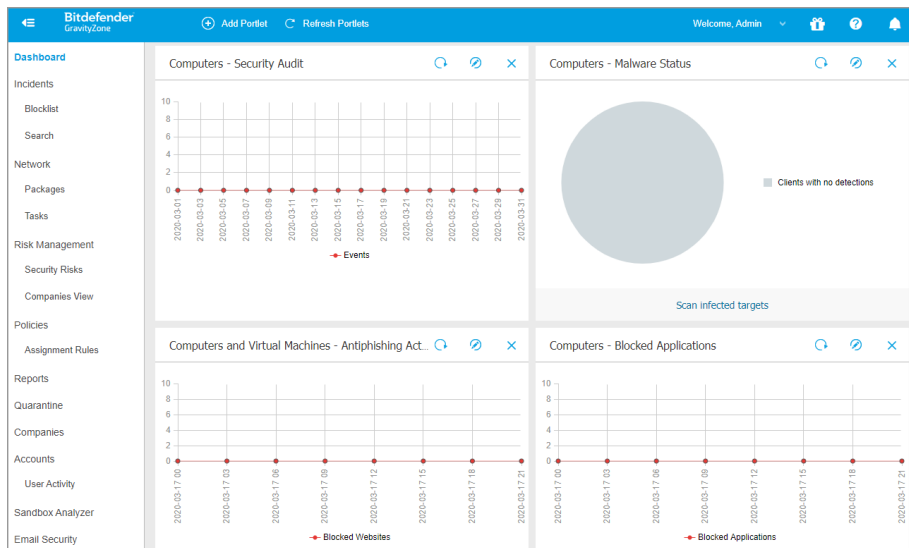 Bitdefender
GravityZone
Add Portlet
Refresh Portlets
Welcome, Admin
Dashboard
Incidents
Blocklist
Search
Network
Packages
Tasks
Risk Management
Security Risks
Companies View
Policies
Assignment Rules
Reports
Quarantine
Companies
Accounts
User Activity
Sandbox Analyzer
Email Security
Computers - Security Audit
10
8
6
4
2
0
2020-03-01
2020-03-03
2020-03-05
2020-03-07
2020-03-09
2020-03-11
2020-03-13
2020-03-15
2020-03-17
2020-03-19
2020-03-21
2020-03-23
2020-03-25
2020-03-27
2020-03-29
2020-03-31
Events
Computers - Malware Status
Clients with no detections
Scan infected targets
Computers and Virtual Machines - Antiphishing Act...
10
8
6
4
2
0
2020-03-17 00
2020-03-17 03
2020-03-17 06
2020-03-17 09
2020-03-17 12
2020-03-17 15
2020-03-17 18
2020-03-17 21
Blocked Websites
Computers - Blocked Applications
10
8
6
4
2
0
2020-03-17 00
2020-03-17 03
2020-03-17 06
2020-03-17 09
2020-03-17 12
2020-03-17 15
2020-03-17 18
2020-03-17 21
Blocked Applications